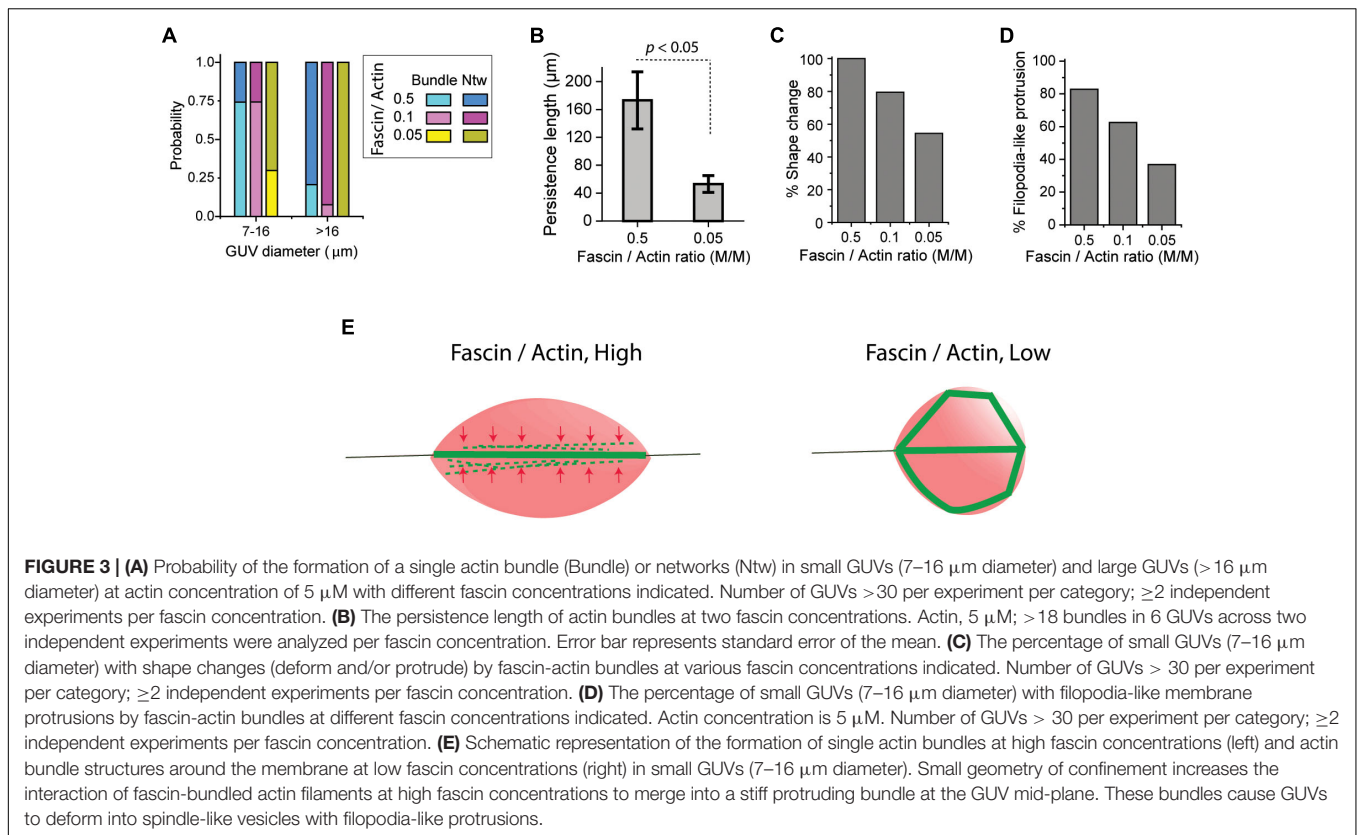 A
Probability
1.0
0.75
0.5
0.25
0.0
7-16
>16
GUV diameter (μm)
Fascin/ Actin
Bundle Ntw
0.5
0.1
0.05
B
p < 0.05
Persistence length (μm)
200
160
120
80
40
0
0.5
0.05
Fascin / Actin ratio (M/M)
C
% Shape change
100
80
60
40
20
0
0.5 0.1 0.05
Fascin / Actin ratio (M/M)
D
% Filopodia-like protrusion
100
80
60
40
20
0
0.5 0.1 0.05
Fascin / Actin ratio (M/M)
E
Fascin / Actin, High
Fascin / Actin, Low
FIGURE 3 | (A) Probability of the formation of a single actin bundle (Bundle) or networks (Ntw) in small GUVs (7–16 μm diameter) and large GUVs (>16 μm
diameter) at actin concentration of 5 μM with different fascin concentrations indicated. Number of GUVs >30 per experiment per category; ≥2 independent
experiments per fascin concentration. (B) The persistence length of actin bundles at two fascin concentrations. Actin, 5 μM; >18 bundles in 6 GUVs across two
independent experiments were analyzed per fascin concentration. Error bar represents standard error of the mean. (C) The percentage of small GUVs (7–16 μm
diameter) with shape changes (deform and/or protrude) by fascin-actin bundles at various fascin concentrations indicated. Number of GUVs > 30 per experiment
per category; ≥2 independent experiments per fascin concentration. (D) The percentage of small GUVs (7–16 μm diameter) with filopodia-like membrane
protrusions by fascin-actin bundles at different fascin concentrations indicated. Actin concentration is 5 μM. Number of GUVs > 30 per experiment per category; ≥2
independent experiments per fascin concentration. (E) Schematic representation of the formation of single actin bundles at high fascin concentrations (left) and actin
bundle structures around the membrane at low fascin concentrations (right) in small GUVs (7–16 μm diameter). Small geometry of confinement increases the
interaction of fascin-bundled actin filaments at high fascin concentrations to merge into a stiff protruding bundle at the GUV mid-plane. These bundles cause GUVs
to deform into spindle-like vesicles with filopodia-like protrusions.